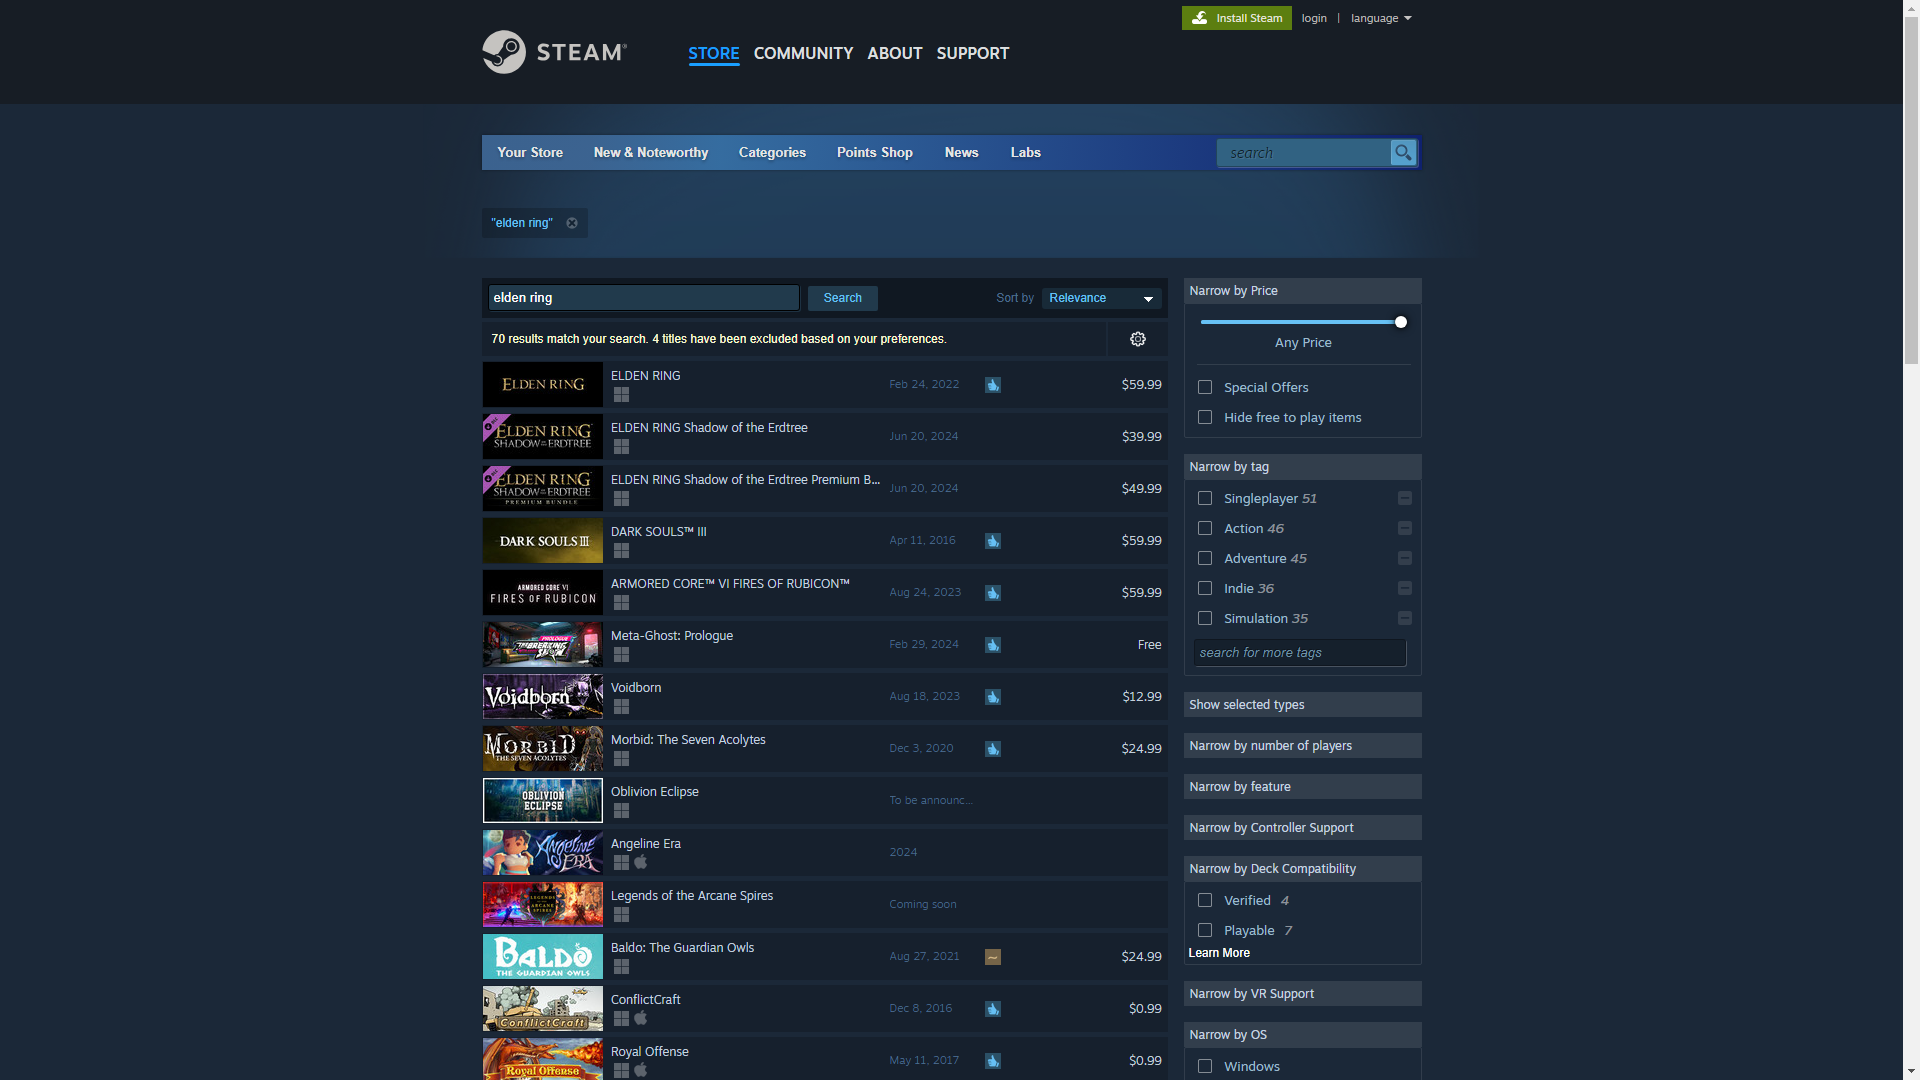 Install Steam
login | language
STEAM
STORE COMMUNITY ABOUT SUPPORT
Your Store New & Noteworthy Categories Points Shop News Labs search
"elden ring"
elden ring Search Sort by Relevance
70 results match your search. 4 titles have been excluded based on your preferences.
ELDEN RING
ELDEN RING Feb 24, 2022 $59.99
ELDEN RING
SHADOW OF THE ERDTREE
ELDEN RING Shadow of the Erdtree Jun 20, 2024 $39.99
ELDEN RING
SHADOW OF THE ERDTREE
PREMIUM BUNDLE
ELDEN RING Shadow of the Erdtree Premium B... Jun 20, 2024 $49.99
DARK SOULS III
DARK SOULS™ III Apr 11, 2016 $59.99
ARMORED CORE VI
FIRES OF RUBICON
ARMORED CORE™ VI FIRES OF RUBICON™ Aug 24, 2023 $59.99
PROLOGUE
Meta-Ghost: Prologue Feb 29, 2024 Free
Voidborn
Voidborn Aug 18, 2023 $12.99
MORBID
THE SEVEN ACOLYTES
Morbid: The Seven Acolytes Dec 3, 2020 $24.99
OBLIVION
ECLIPSE
Oblivion Eclipse To be announc...
ANGELINE
ERA
Angeline Era 2024
LEGENDS
OF THE
ARCANE
SPIRES
Legends of the Arcane Spires Coming soon
BALDO
THE GUARDIAN OWLS
Baldo: The Guardian Owls Aug 27, 2021 $24.99
ConflictCraft
ConflictCraft Dec 8, 2016 $0.99
Royal Offense
Royal Offense May 11, 2017 $0.99
Narrow by Price
Any Price
Special Offers
Hide free to play items
Narrow by tag
Singleplayer 51
Action 46
Adventure 45
Indie 36
Simulation 35
search for more tags
Show selected types
Narrow by number of players
Narrow by feature
Narrow by Controller Support
Narrow by Deck Compatibility
Verified 4
Playable 7
Learn More
Narrow by VR Support
Narrow by OS
Windows